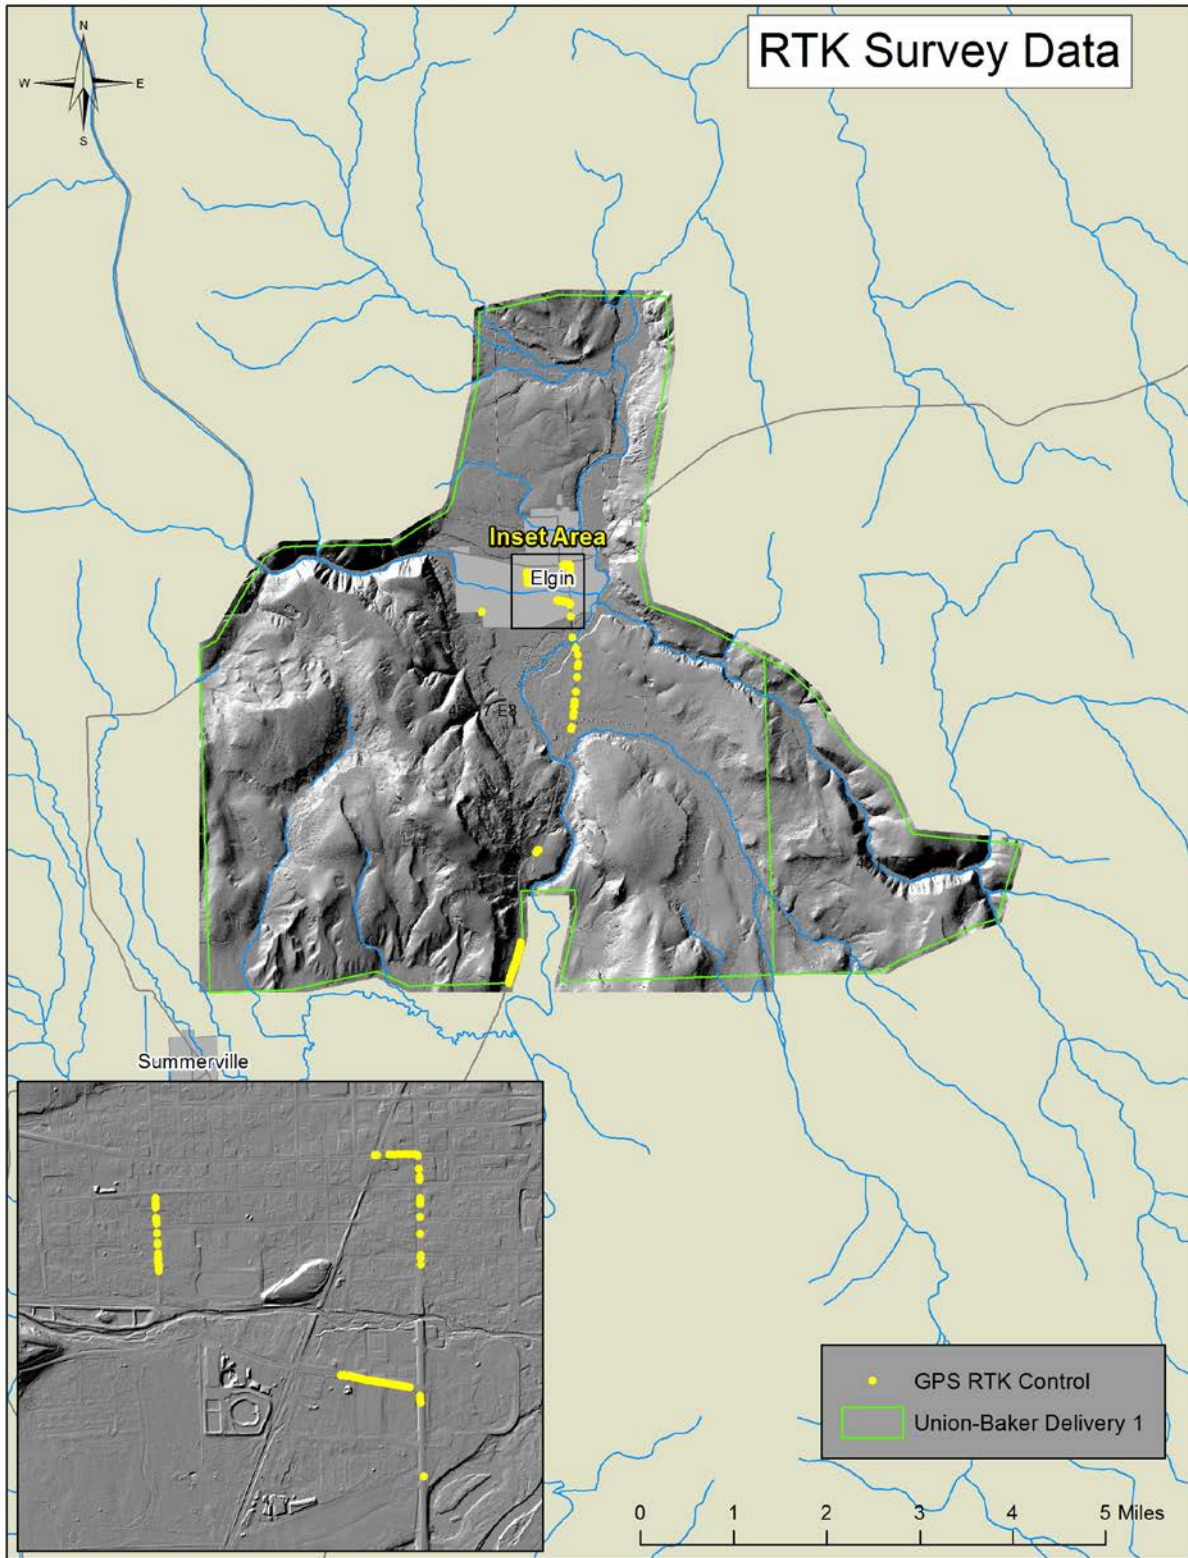 RTK Survey Data
N
W E
S
Inset Area
Elgin
Summerville
GPS RTK Control
Union-Baker Delivery 1
0 1 2 3 4 5 Miles